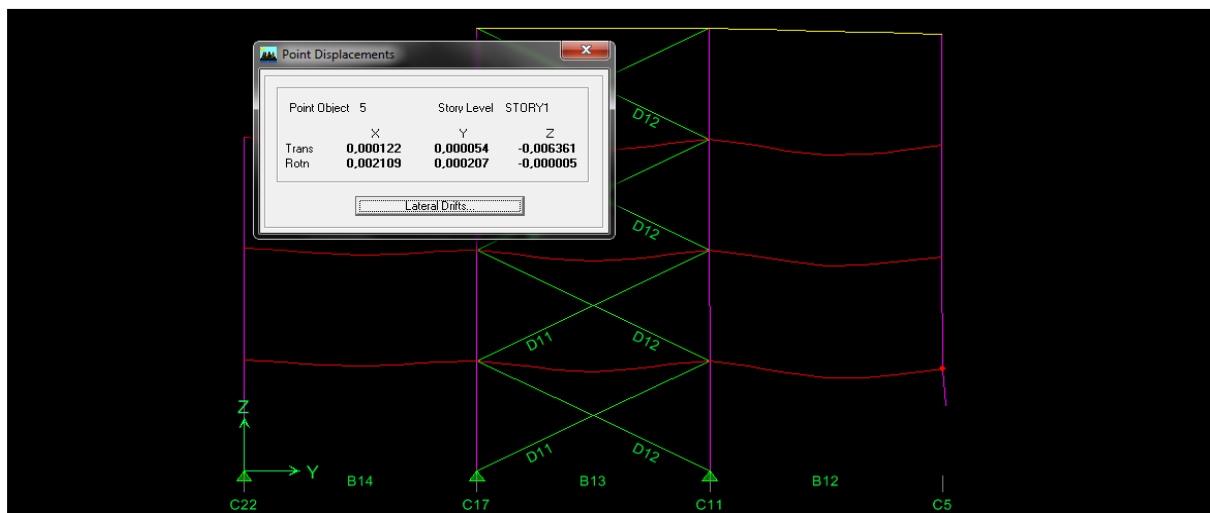 Point Displacements
Point Object 5 Story Level STORY1
X Y Z
Trans 0,000122 0,000054 -0,006361
Rotn 0,002109 0,000207 -0,000005
Lateral Drifts...
D12
D12
D11 D12
D11 D12
Z
Y
B14 B13 B12
C22 C17 C11 C5